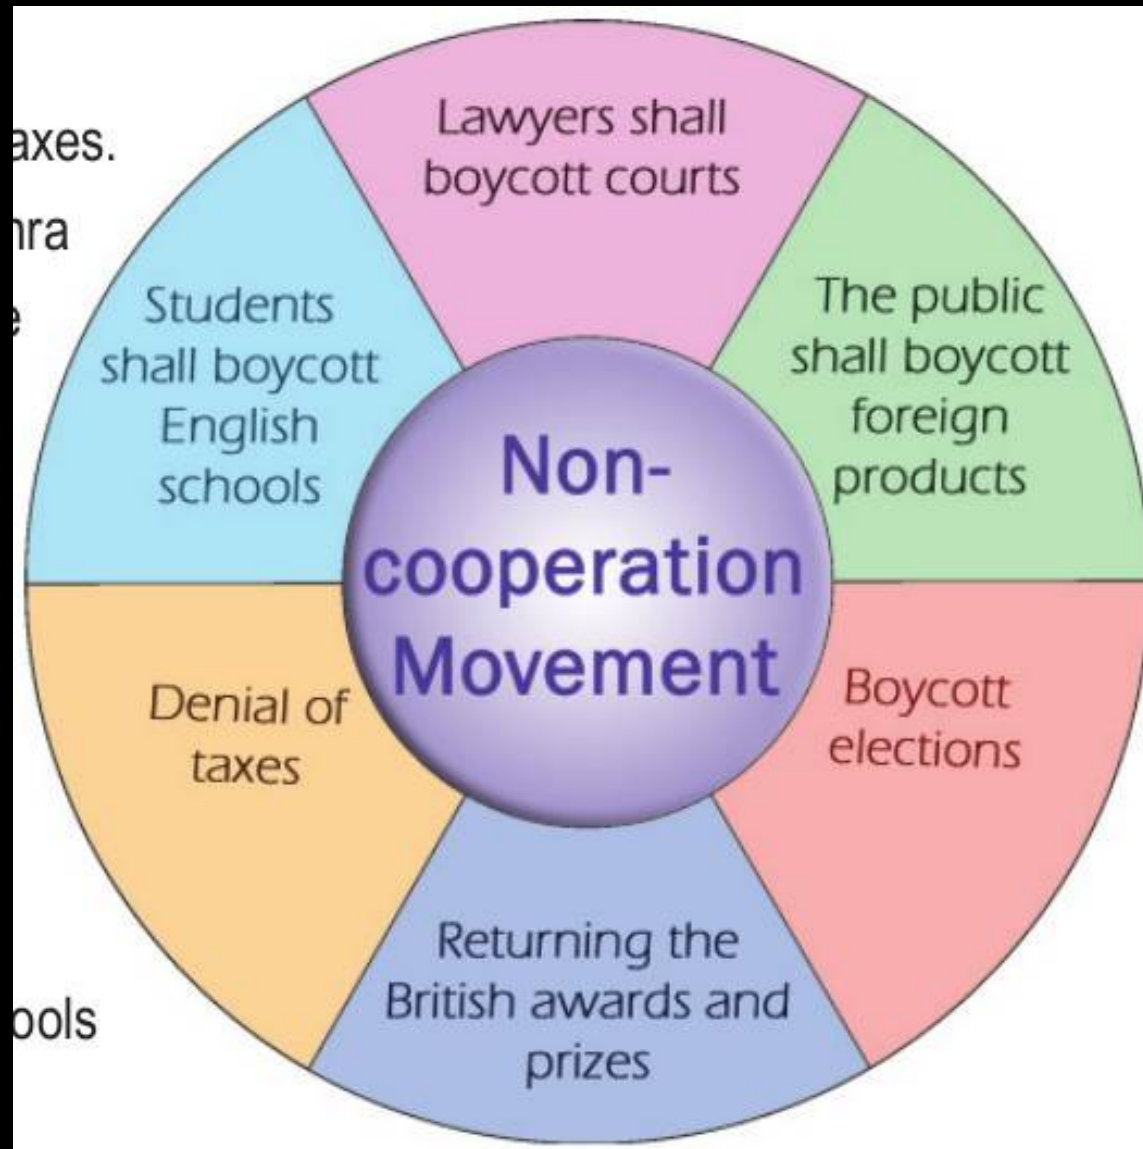 axes.
Lawyers shall
boycott courts
The public
shall boycott
foreign
products
Boycott
elections
Returning the
British awards and
prizes
Denial of
taxes
Students
shall boycott
English
schools
Non-
cooperation
Movement
ools